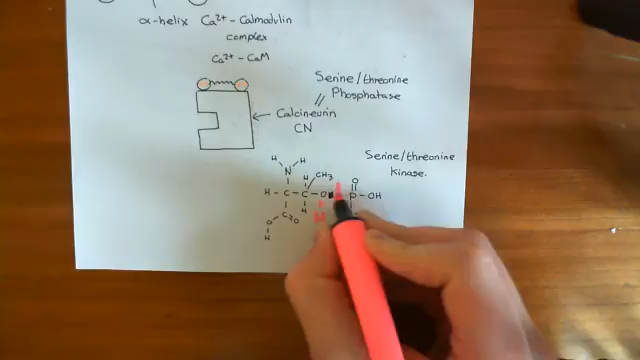 α-helix Ca²⁺-Calmodulin
complex
Ca²⁺-CaM
Serine/threonine
Phosphatase
Calcineurin
CN
Serine/threonine
kinase.
H H
N
H CH₃ O
H - C - C - O - P - OH
H
O C O H
H